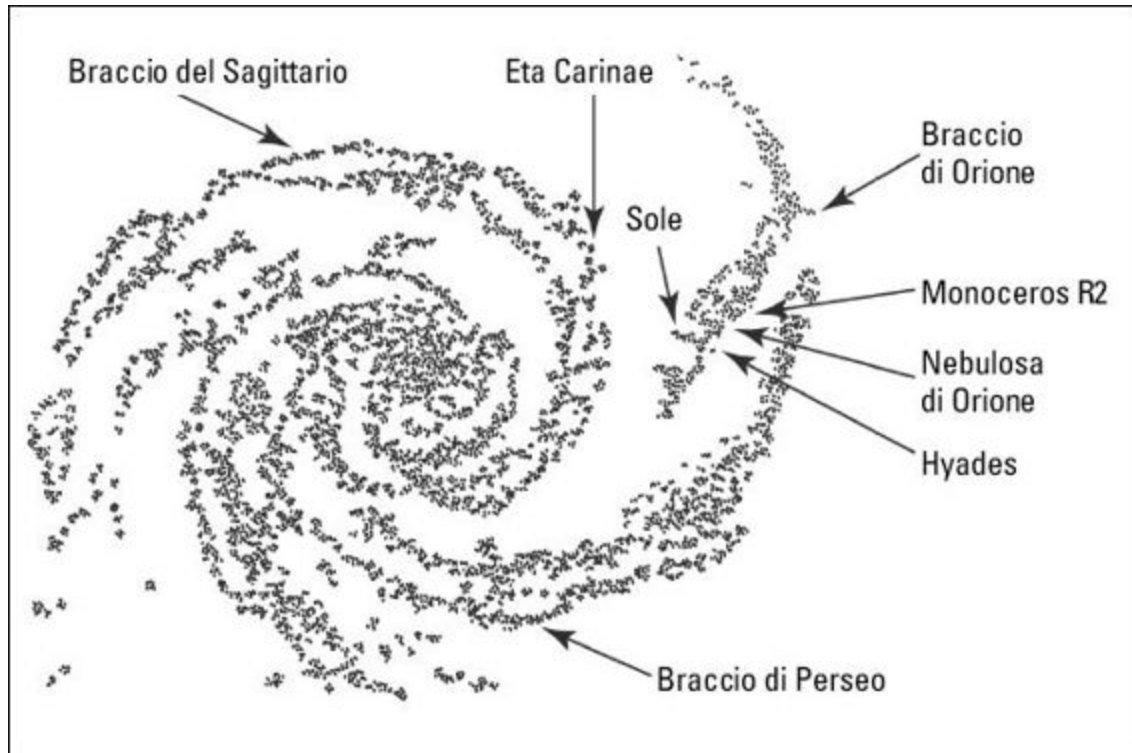 Braccio del Sagittario
Eta Carinae
Braccio
di Orione
Sole
Monoceros R2
Nebulosa
di Orione
Hyades
Braccio di Perseo